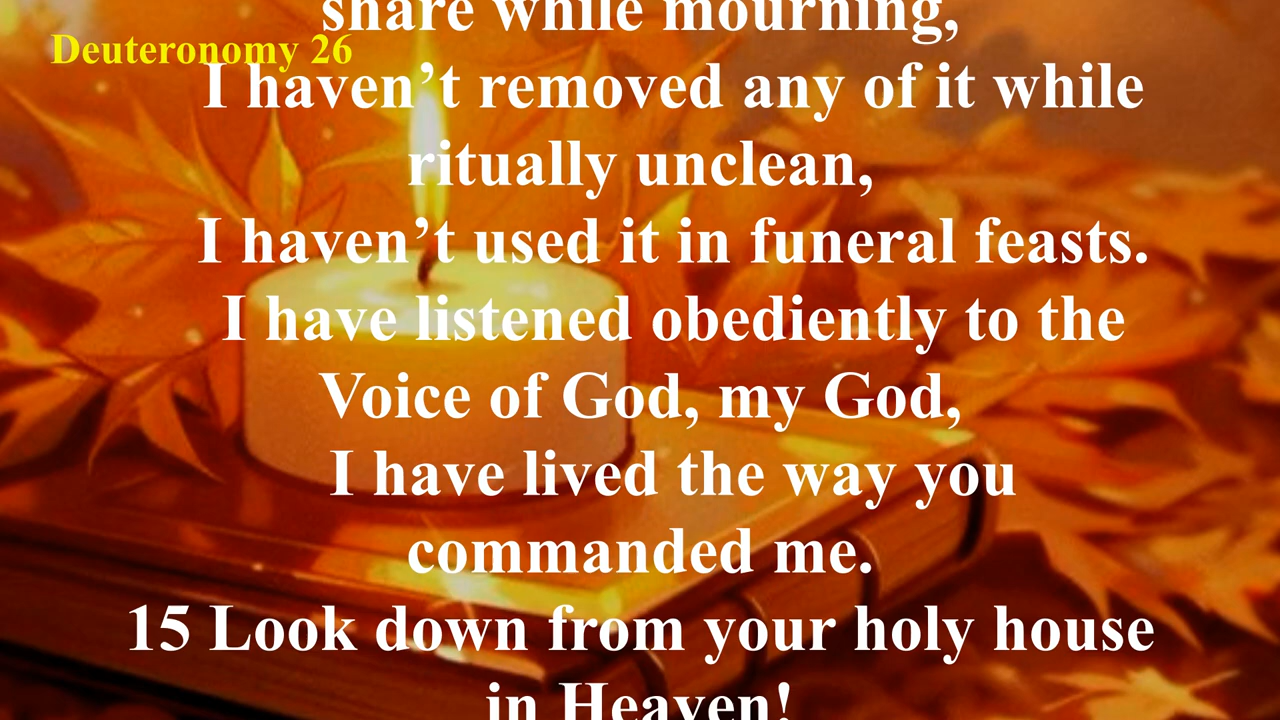 share while mourning,
Deuteronomy 26
I haven’t removed any of it while
ritually unclean,
I haven’t used it in funeral feasts.
I have listened obediently to the
Voice of God, my God,
I have lived the way you
commanded me.
15 Look down from your holy house
in Heaven!